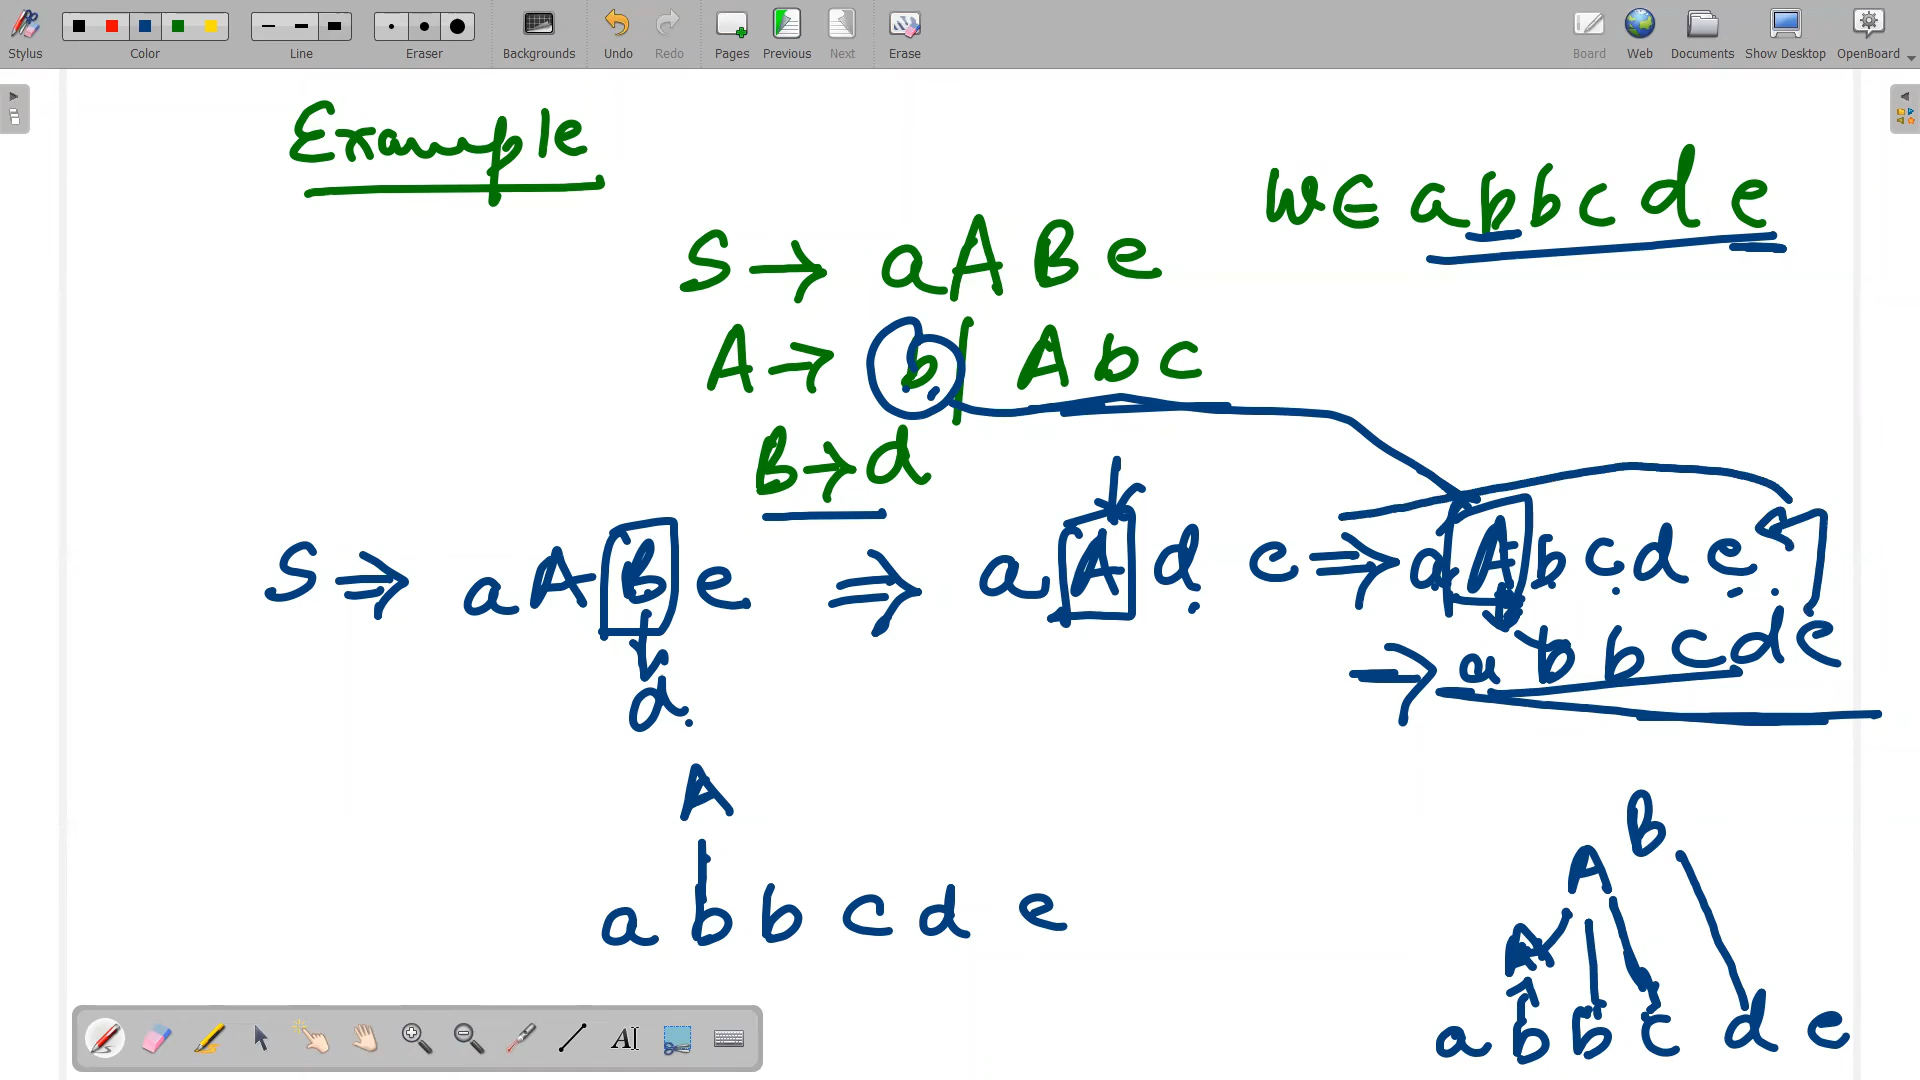 Stylus Color Line Eraser Backgrounds Undo Redo Pages Previous Next Erase Board Web Documents Show Desktop OpenBoard
Example
W∈ abbcde
S → aABe
A → b | Abc
B → d
S ⇒ aABe ⇒ aAde ⇒ aAbcde
d.
⇒ abbcde
A
abbcde
B
A
A
abbcde
AI